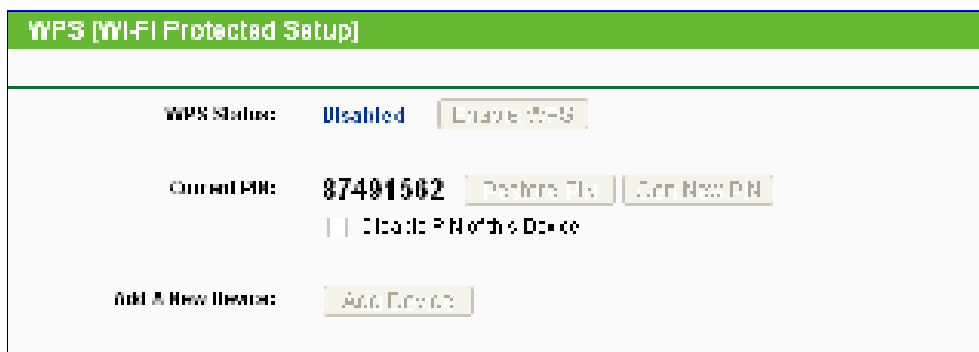 WPS (Wi-Fi Protected Setup)
WPS Status: Disabled Enable WPS
Current PIN: 87491562 Restore PIN Gen New PIN
Disable PIN of this Device
Add A New Device: Add Device